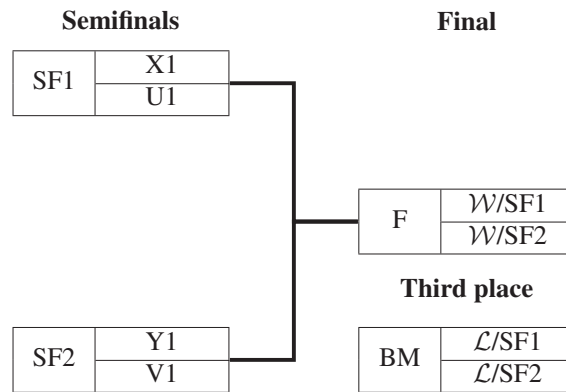 Semifinals
Final
SF1
X1
U1
F
𝒲/SF1
𝒲/SF2
Third place
SF2
Y1
V1
BM
ℒ/SF1
ℒ/SF2